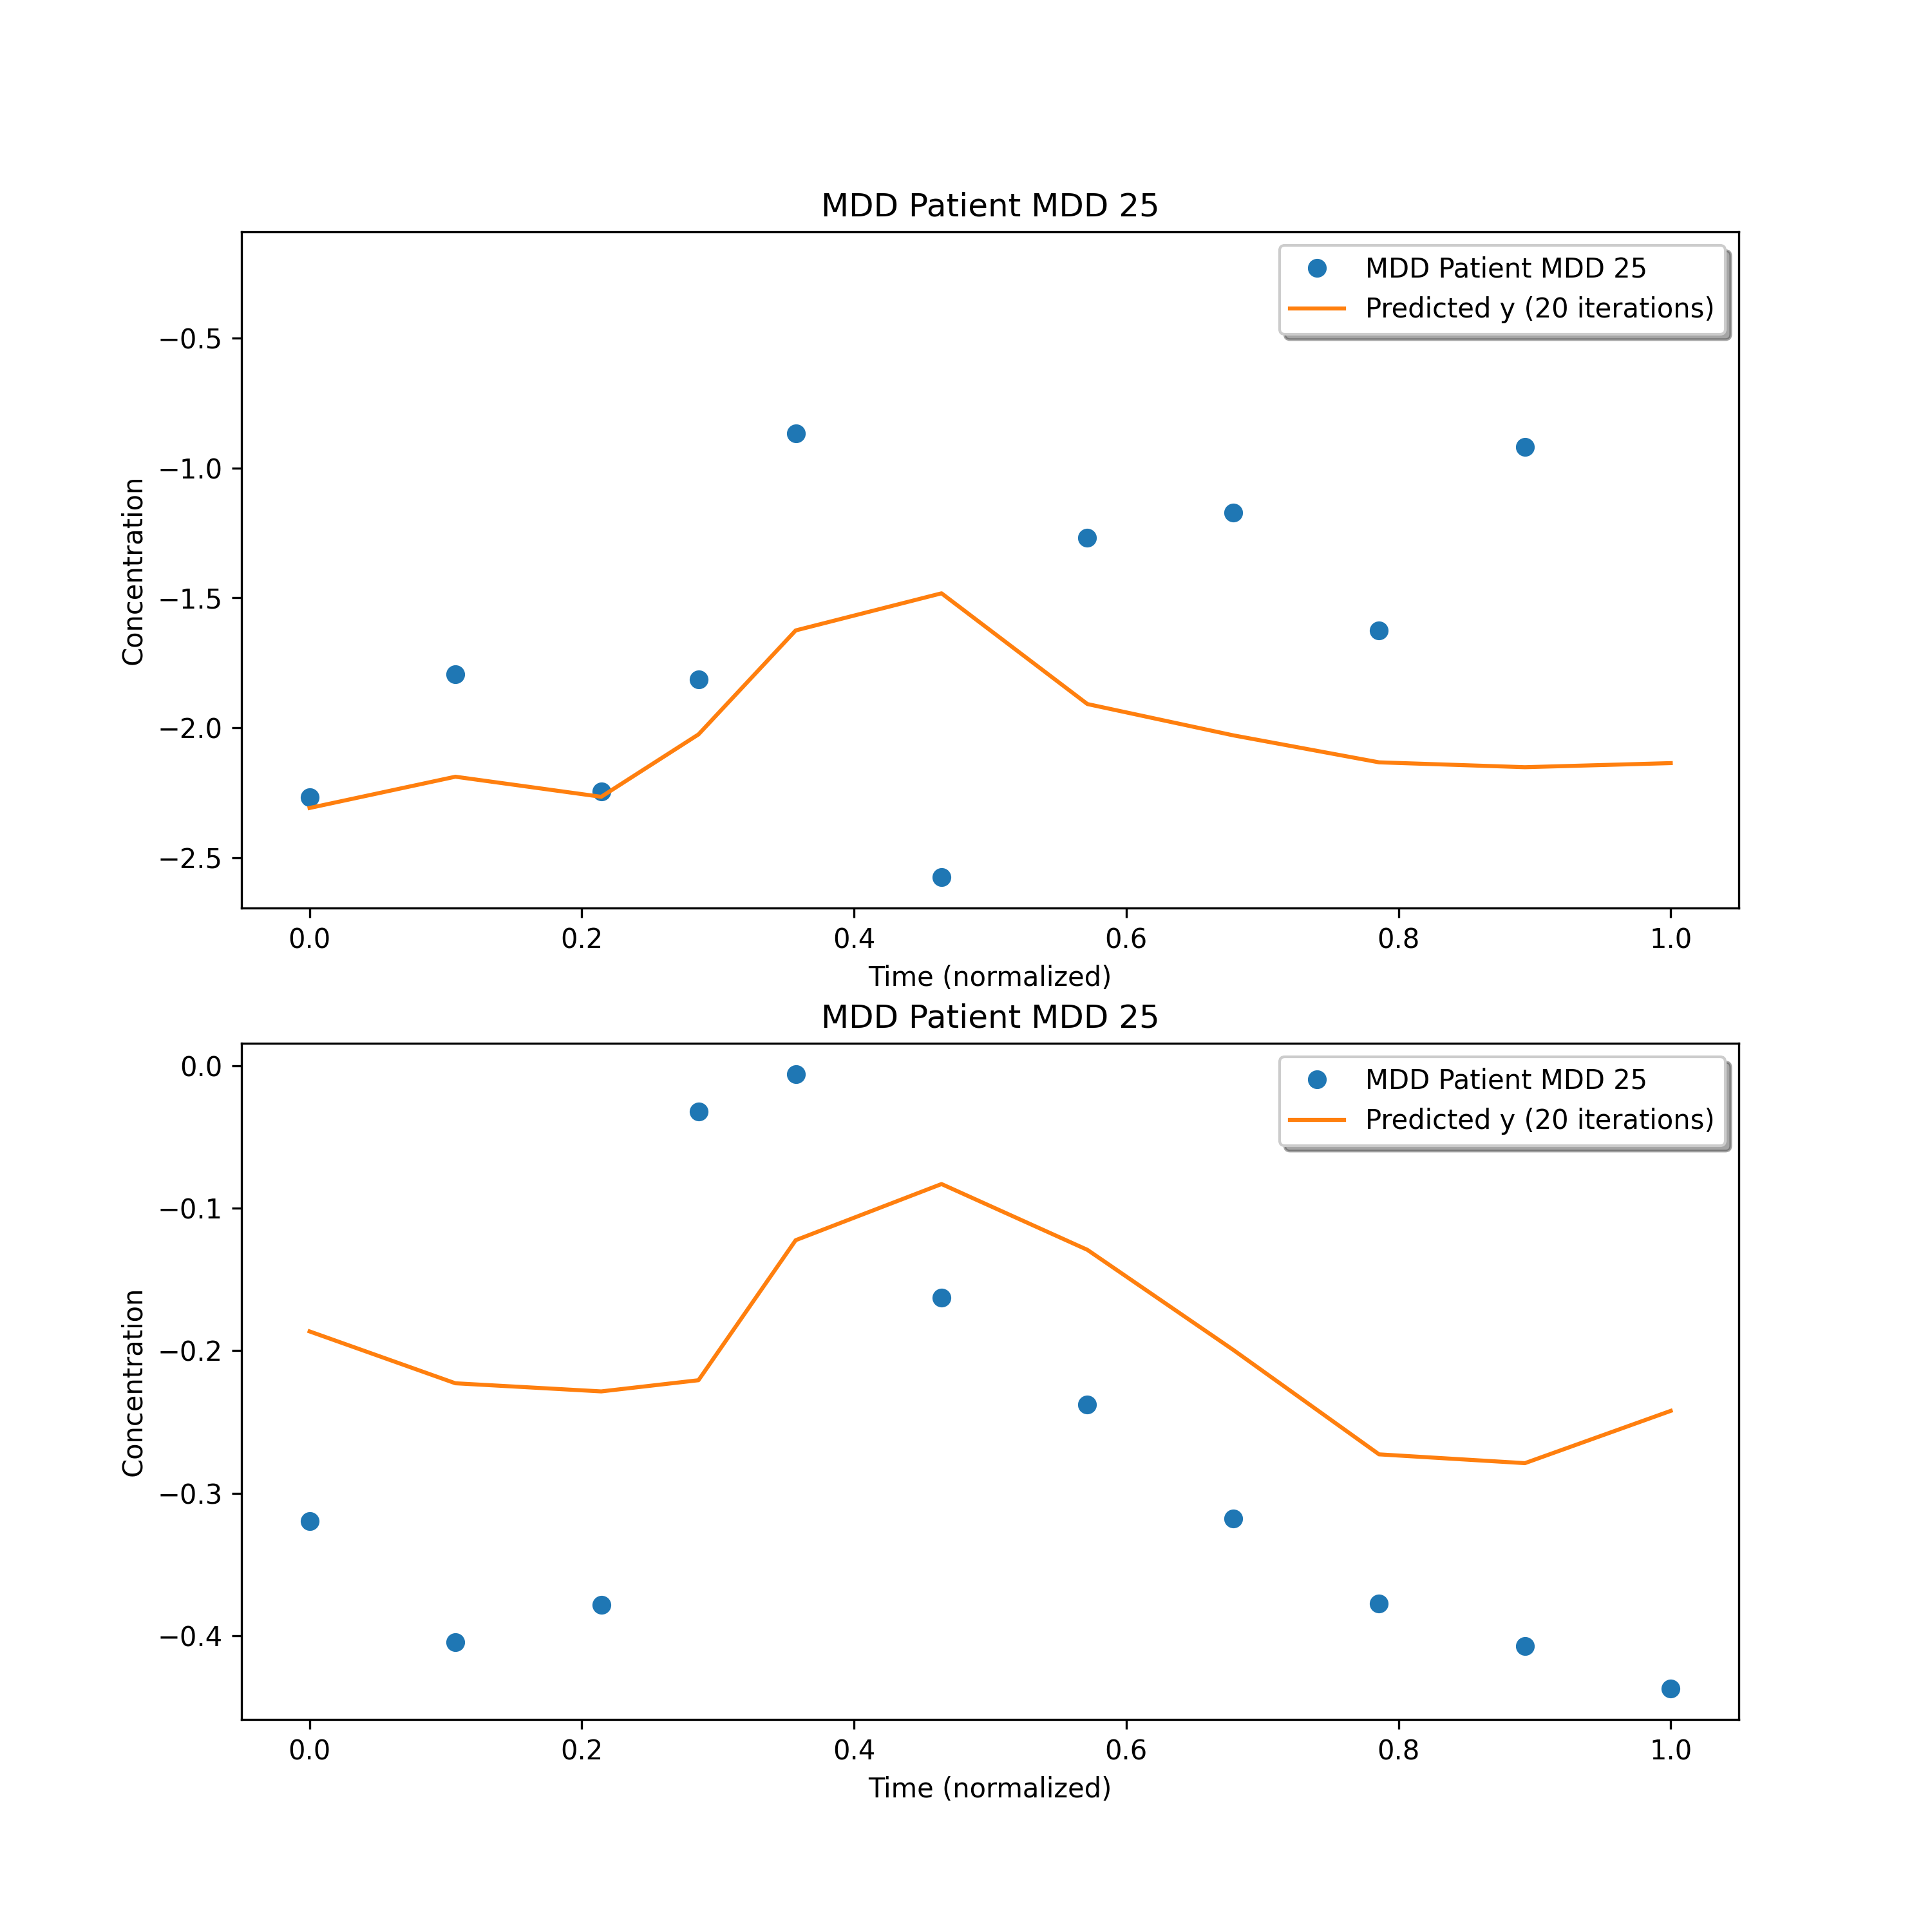 MDD Patient MDD 25
MDD Patient MDD 25
Predicted y (20 iterations)
−0.5
−1.0
−1.5
−2.0
−2.5
Concentration
0.0 0.2 0.4 0.6 0.8 1.0
Time (normalized)
MDD Patient MDD 25
MDD Patient MDD 25
Predicted y (20 iterations)
0.0
−0.1
−0.2
−0.3
−0.4
Concentration
0.0 0.2 0.4 0.6 0.8 1.0
Time (normalized)